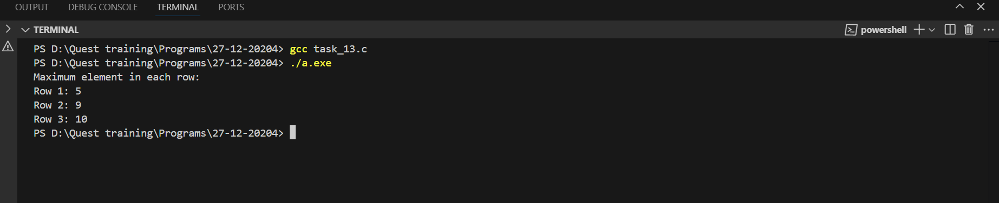 OUTPUT DEBUG CONSOLE TERMINAL PORTS
TERMINAL powershell
PS D:\Quest training\Programs\27-12-20204> gcc task_13.c
PS D:\Quest training\Programs\27-12-20204> ./a.exe
Maximum element in each row:
Row 1: 5
Row 2: 9
Row 3: 10
PS D:\Quest training\Programs\27-12-20204>